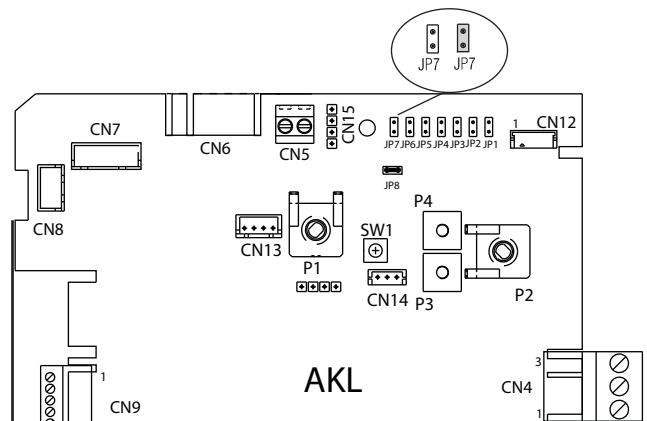 JP7 JP7
CN7
CN6
CN5
CN15
JP7 JP6 JP5 JP4 JP3 JP2 JP1
1
CN12
JP8
CN8
CN13
P1
SW1
CN14
P4
P3
P2
AKL
1
CN9
3
CN4
1